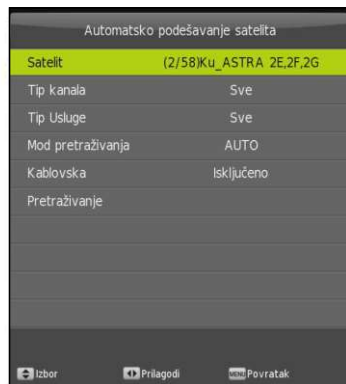 Automatsko podešavanje satelita
Satelit (2/58)Ku_ASTRA 2E,2F,2G
Tip kanala Sve
Tip Usluge Sve
Mod pretraživanja AUTO
Kablovska Isključeno
Pretraživanje
Izbor Prilagodi MENU Povratak